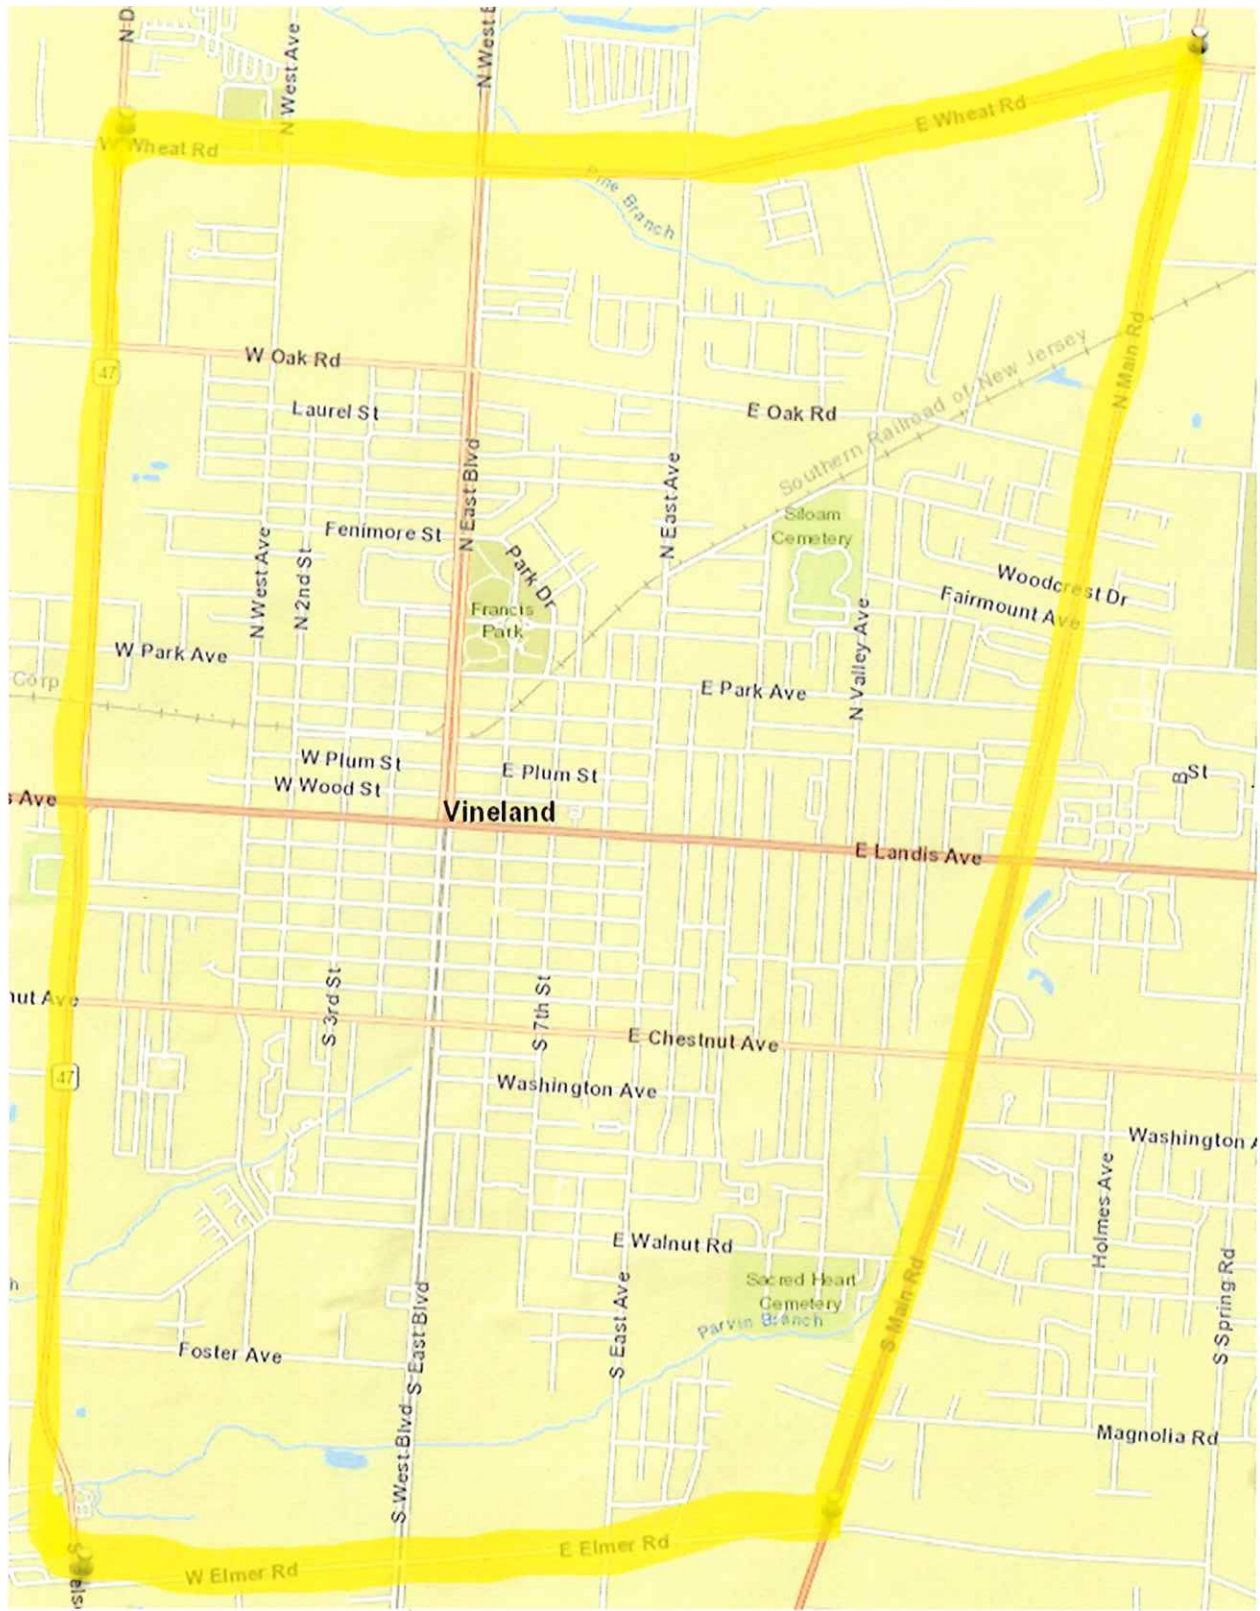 N D
N West Ave
N West B
W Wheat Rd
E Wheat Rd
Pine Branch
W Oak Rd
47
Laurel St
E Oak Rd
N Main Rd
Southern Railroad of New Jersey
N East Blvd
N East Ave
Siloam
Cemetery
Fenimore St
Park Dr
N West Ave
N 2nd St
Woodcrest Dr
Fairmount Ave
Francis
Park
N Valley Ave
W Park Ave
Corp
E Park Ave
W Plum St
E Plum St
B
St
W Wood St
s Ave
Vineland
E Landis Ave
S 3rd St
S 7th St
nut Ave
E Chestnut Ave
47
Washington Ave
Washington A
Holmes Ave
E Walnut Rd
S Main Rd
S Spring Rd
h
Sacred Heart
Cemetery
Parvin Branch
S East Blvd
S East Ave
Foster Ave
S West Blvd
Magnolia Rd
E Elmer Rd
W Elmer Rd